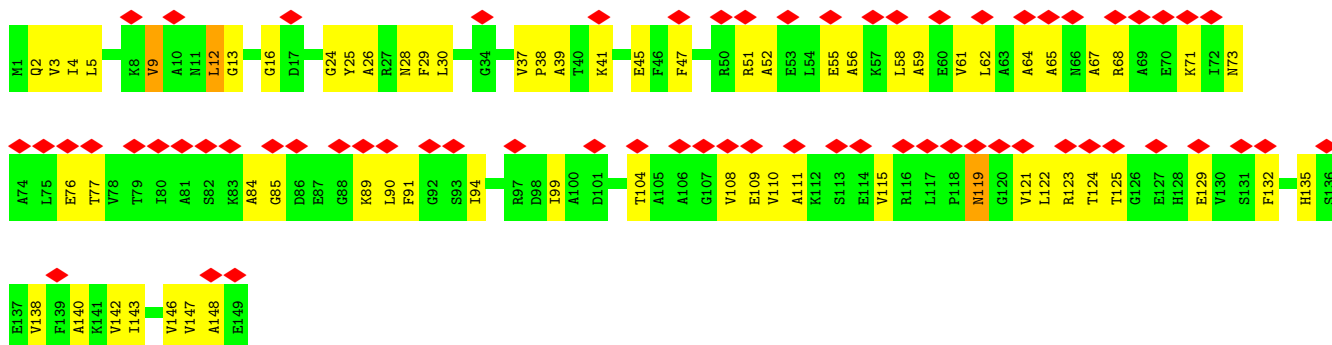 M1 Q2 V3 I4 L5 K8 V9 A10 N11 L12 G13 G16 D17 G24 Y25 A26 R27 N28 F29 L30 G34 V37 P38 A39 T40 K41 E45 F46 F47 R50 R51 A52 E53 L54 E55 A56 K57 L58 A59 E60 V61 L62 A63 A64 A65 N66 A67 R68 A69 E70 K71 I72 N73
A74 L75 E76 T77 V78 T79 I80 A81 S82 K83 A84 G85 D86 E87 G88 K89 L90 F91 G92 S93 I94 R97 D98 I99 A100 D101 T104 A105 A106 G107 V108 E109 V110 A111 K112 S113 E114 V115 R116 L117 P118 N119 G120 V121 L122 R123 T124 T125 G126 E127 H128 E129 V130 S131 F132 H135 S136
E137 V138 F139 A140 K141 V142 I143 V146 V147 A148 E149